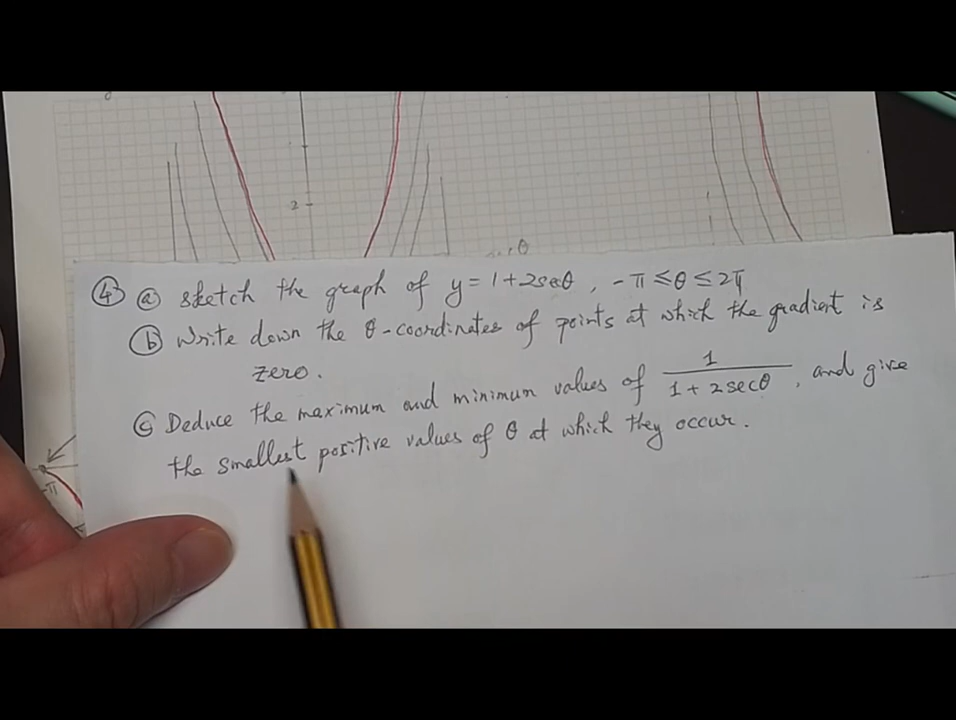 2
④ ⓐ sketch the graph of y = 1 + 2secθ , -π ≤ θ ≤ 2π
ⓑ Write down the θ-coordinates of points at which the gradient is
zero.
ⓒ Deduce the maximum and minimum values of 1/(1 + 2secθ) , and give
the smallest positive values of θ at which they occur.
-π